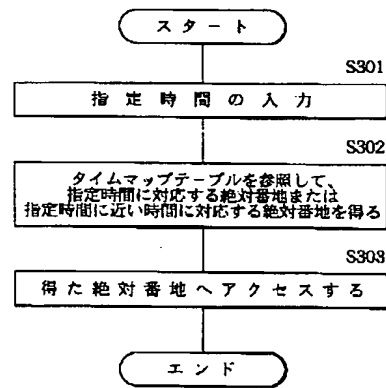 スタート
S301
指定時間の入力
S302
タイムマップテーブルを参照して、
指定時間に対応する絶対番地または
指定時間に近い時間に対応する絶対番地を得る
S303
得た絶対番地へアクセスする
エンド